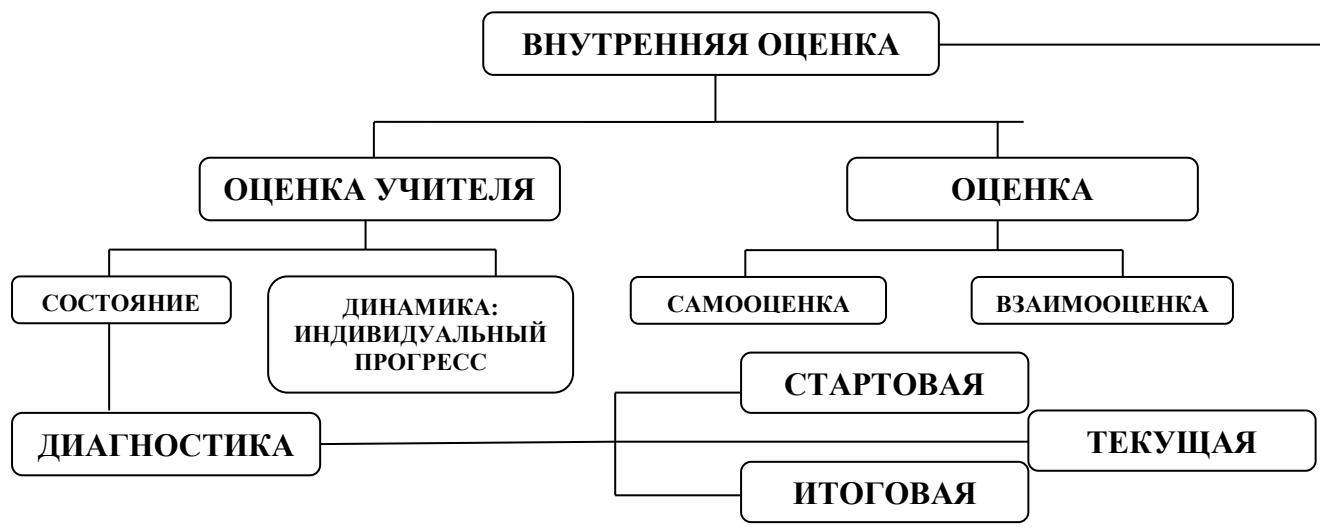 ВНУТРЕННЯЯ ОЦЕНКА
ОЦЕНКА УЧИТЕЛЯ
ОЦЕНКА
СОСТОЯНИЕ
ДИНАМИКА:
ИНДИВИДУАЛЬНЫЙ
ПРОГРЕСС
САМООЦЕНКА
ВЗАИМООЦЕНКА
СТАРТОВАЯ
ДИАГНОСТИКА
ТЕКУЩАЯ
ИТОГОВАЯ